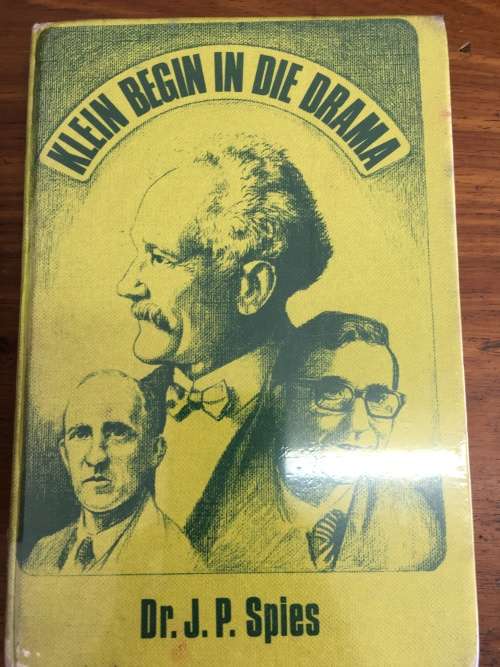 KLEIN BEGIN IN DIE DRAMA
Dr. J. P. Spies